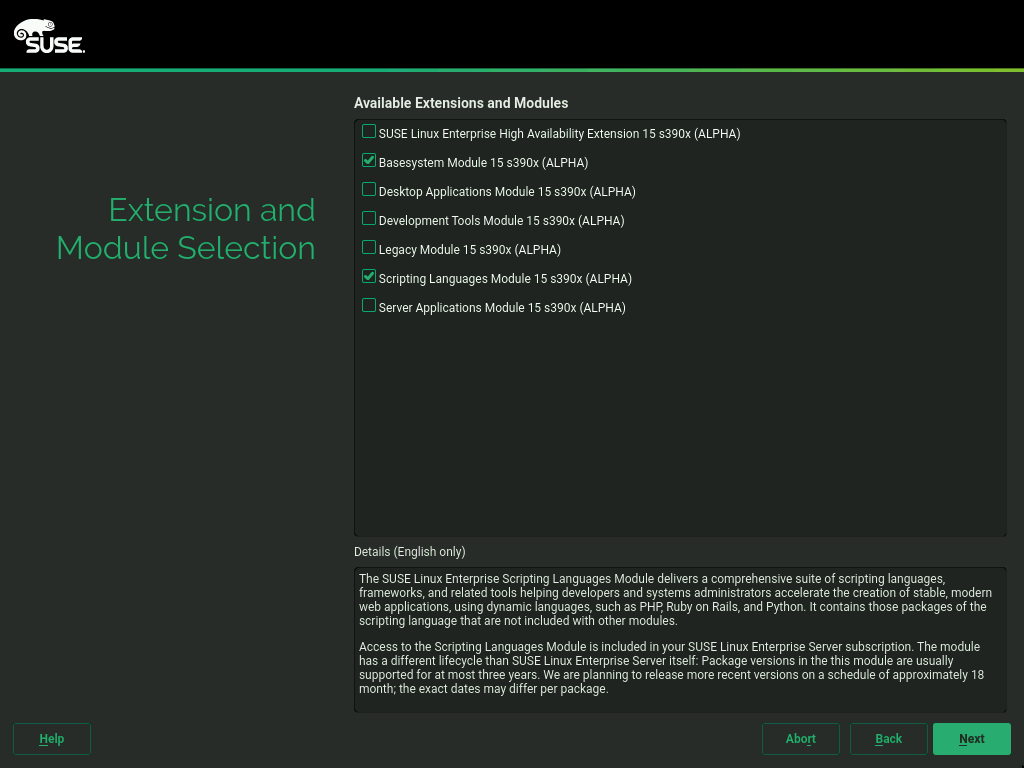 SUSE.
Available Extensions and Modules
SUSE Linux Enterprise High Availability Extension 15 s390x (ALPHA)
Basesystem Module 15 s390x (ALPHA)
Desktop Applications Module 15 s390x (ALPHA)
Development Tools Module 15 s390x (ALPHA)
Legacy Module 15 s390x (ALPHA)
Scripting Languages Module 15 s390x (ALPHA)
Server Applications Module 15 s390x (ALPHA)
Extension and
Module Selection
Details (English only)
The SUSE Linux Enterprise Scripting Languages Module delivers a comprehensive suite of scripting languages,
frameworks, and related tools helping developers and systems administrators accelerate the creation of stable, modern
web applications, using dynamic languages, such as PHP, Ruby on Rails, and Python. It contains those packages of the
scripting language that are not included with other modules.
Access to the Scripting Languages Module is included in your SUSE Linux Enterprise Server subscription. The module
has a different lifecycle than SUSE Linux Enterprise Server itself: Package versions in the this module are usually
supported for at most three years. We are planning to release more recent versions on a schedule of approximately 18
month; the exact dates may differ per package.
Help
Abort
Back
Next